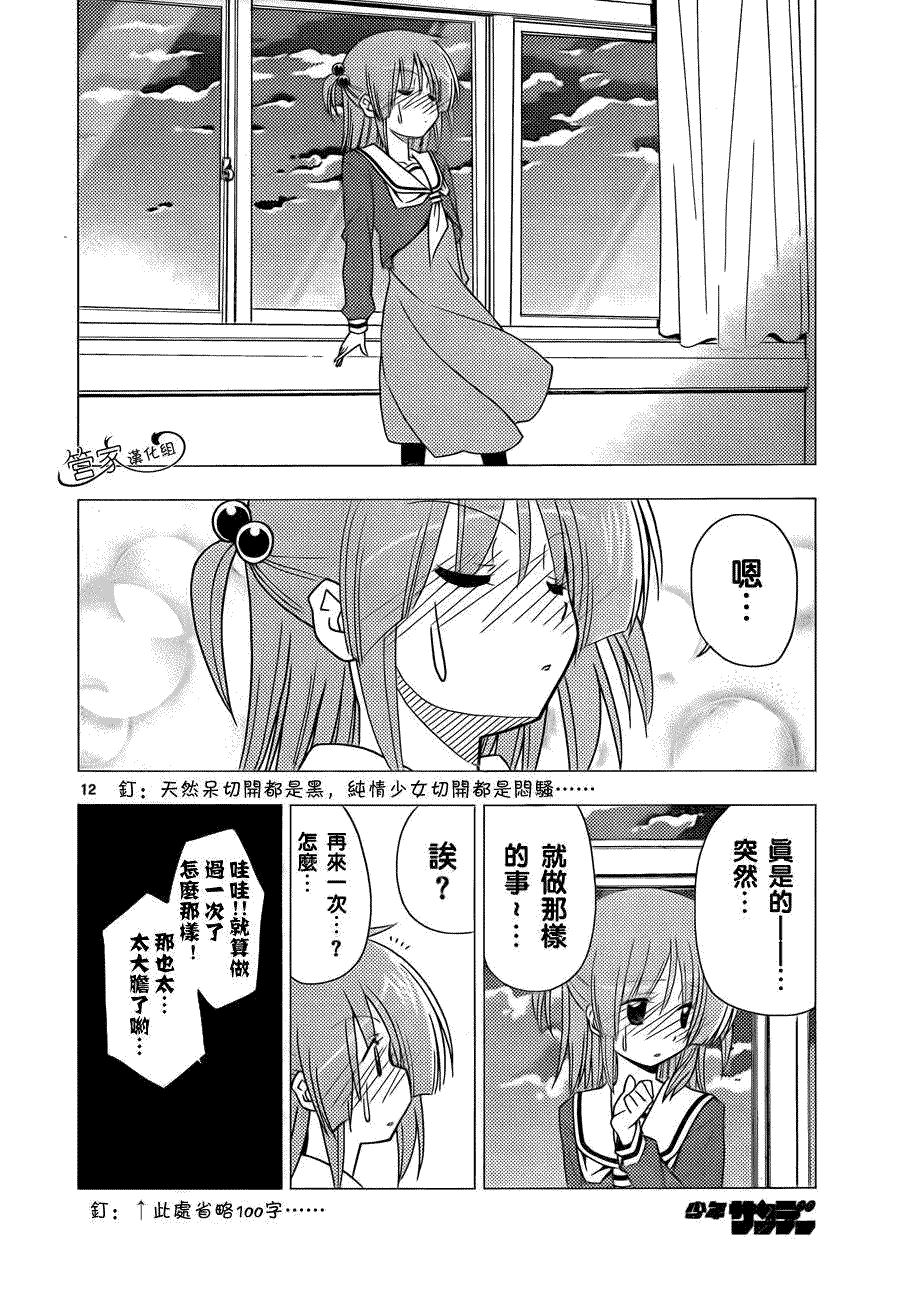 管家漢化組
嗯…
12
釘：天然呆切開都是黑，純情少女切開都是悶騷……
真是的——…
突然…
就做那樣
的事~…
誒？
再來一次…？
怎麼…
哇哇!!就算做
過一次了
怎麼那樣！
那也太…
太大膽了喲…
釘：↑此處省略100字……
少年サンデー